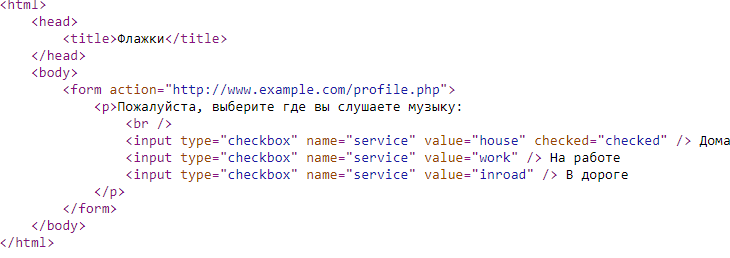 <html>
<head>
<title>Флажки</title>
</head>
<body>
<form action="http://www.example.com/profile.php">
<p>Пожалуйста, выберите где вы слушаете музыку:
<br />
<input type="checkbox" name="service" value="house" checked="checked" /> Дома
<input type="checkbox" name="service" value="work" /> На работе
<input type="checkbox" name="service" value="inroad" /> В дороге
</p>
</form>
</body>
</html>